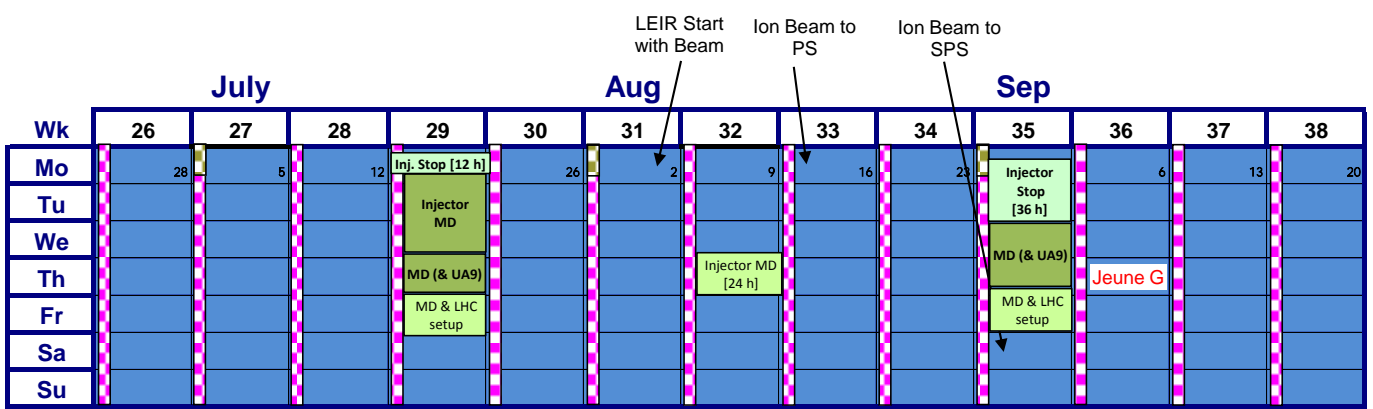 LEIR Start
with Beam
Ion Beam to
PS
Ion Beam to
SPS
July
Aug
Sep
Wk 26 27 28 29 30 31 32 33 34 35 36 37 38
Mo 28 5 12 Inj. Stop [12 h] 26 2 9 16 23 6 13 20
Injector
Stop
[36 h]
Tu
Injector
MD
We
MD (& UA9)
Injector MD
[24 h]
MD (& UA9)
Th
Jeune G
MD & LHC
setup
MD & LHC
setup
Fr
Sa
Su